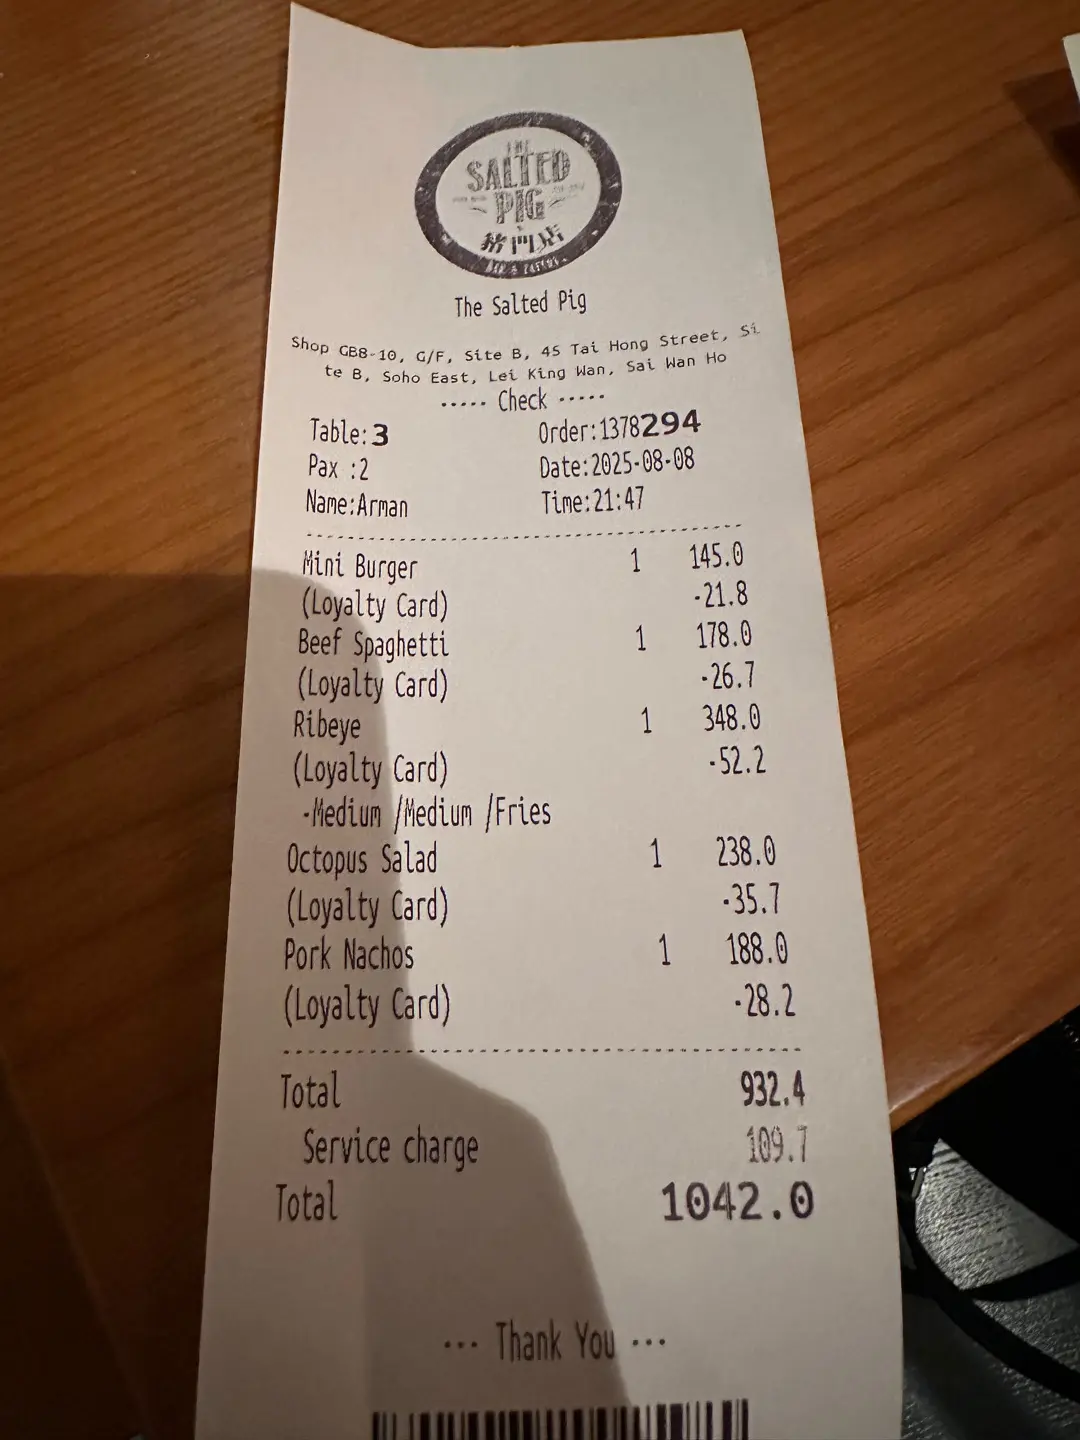 THE
SALTED
PIG
The Salted Pig
Shop GB8-10, G/F, Site B, 45 Tai Hong Street, Si
te B, Soho East, Lei King Wan, Sai Wan Ho
----- Check -----
Table:3 Order:1378294
Pax :2 Date:2025-08-08
Name:Arman Time:21:47
Mini Burger 1 145.0
(Loyalty Card) -21.8
Beef Spaghetti 1 178.0
(Loyalty Card) -26.7
Ribeye 1 348.0
(Loyalty Card) -52.2
-Medium /Medium /Fries
Octopus Salad 1 238.0
(Loyalty Card) -35.7
Pork Nachos 1 188.0
(Loyalty Card) -28.2
Total 932.4
Service charge 109.7
Total 1042.0
--- Thank You ---